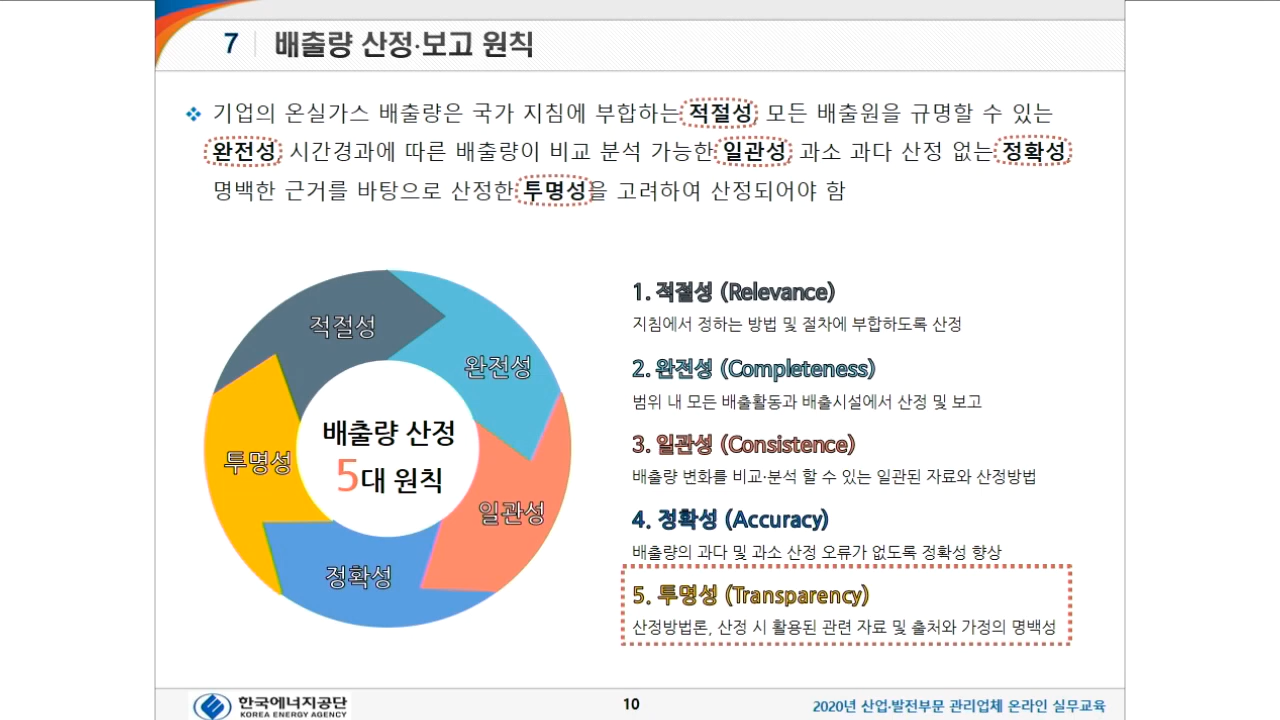 7 배출량 산정·보고 원칙
기업의 온실가스 배출량은 국가 지침에 부합하는 적절성, 모든 배출원을 규명할 수 있는
완전성, 시간경과에 따른 배출량이 비교 분석 가능한 일관성, 과소 과다 산정 없는 정확성,
명백한 근거를 바탕으로 산정한 투명성을 고려하여 산정되어야 함
적절성
완전성
일관성
정확성
투명성
배출량 산정
5대 원칙
1. 적절성 (Relevance)
지침에서 정하는 방법 및 절차에 부합하도록 산정
2. 완전성 (Completeness)
범위 내 모든 배출활동과 배출시설에서 산정 및 보고
3. 일관성 (Consistence)
배출량 변화를 비교·분석 할 수 있는 일관된 자료와 산정방법
4. 정확성 (Accuracy)
배출량의 과다 및 과소 산정 오류가 없도록 정확성 향상
5. 투명성 (Transparency)
산정방법론, 산정 시 활용된 관련 자료 및 출처와 가정의 명백성
한국에너지공단
KOREA ENERGY AGENCY
10
2020년 산업·발전부문 관리업체 온라인 실무교육